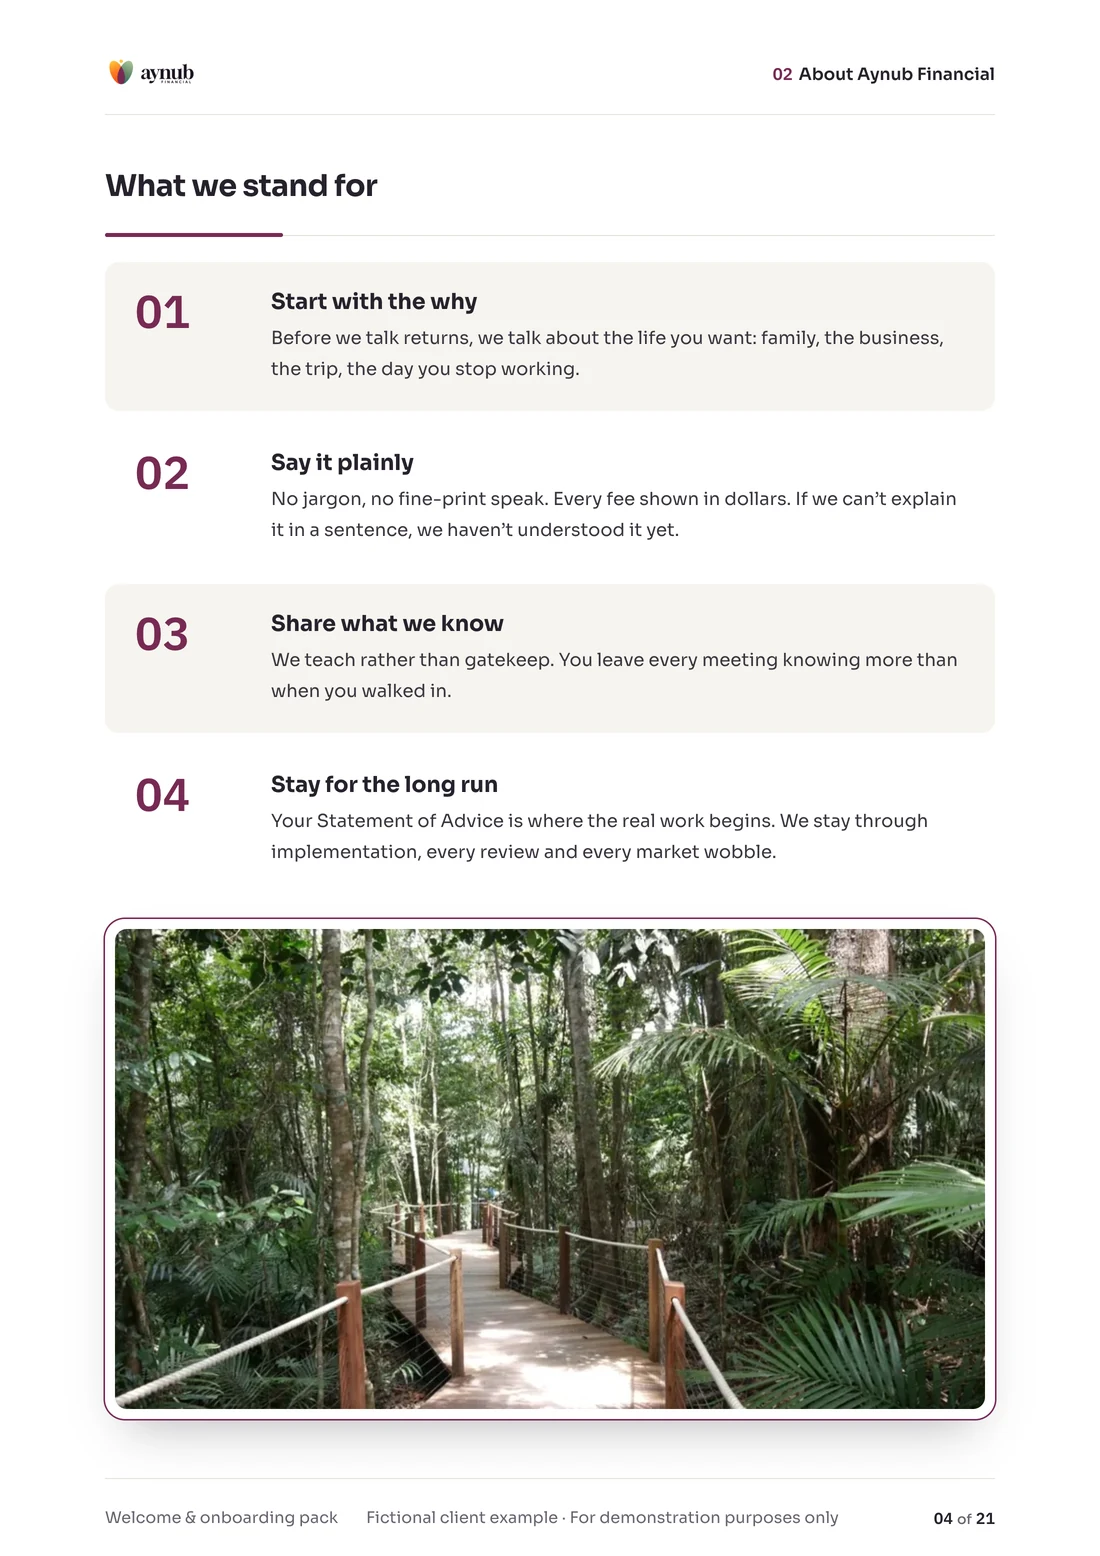 aynub
FINANCIAL
02 About Aynub Financial
What we stand for
01
Start with the why
Before we talk returns, we talk about the life you want: family, the business,
the trip, the day you stop working.
02
Say it plainly
No jargon, no fine-print speak. Every fee shown in dollars. If we can’t explain
it in a sentence, we haven’t understood it yet.
03
Share what we know
We teach rather than gatekeep. You leave every meeting knowing more than
when you walked in.
04
Stay for the long run
Your Statement of Advice is where the real work begins. We stay through
implementation, every review and every market wobble.
Welcome & onboarding pack Fictional client example · For demonstration purposes only 04 of 21